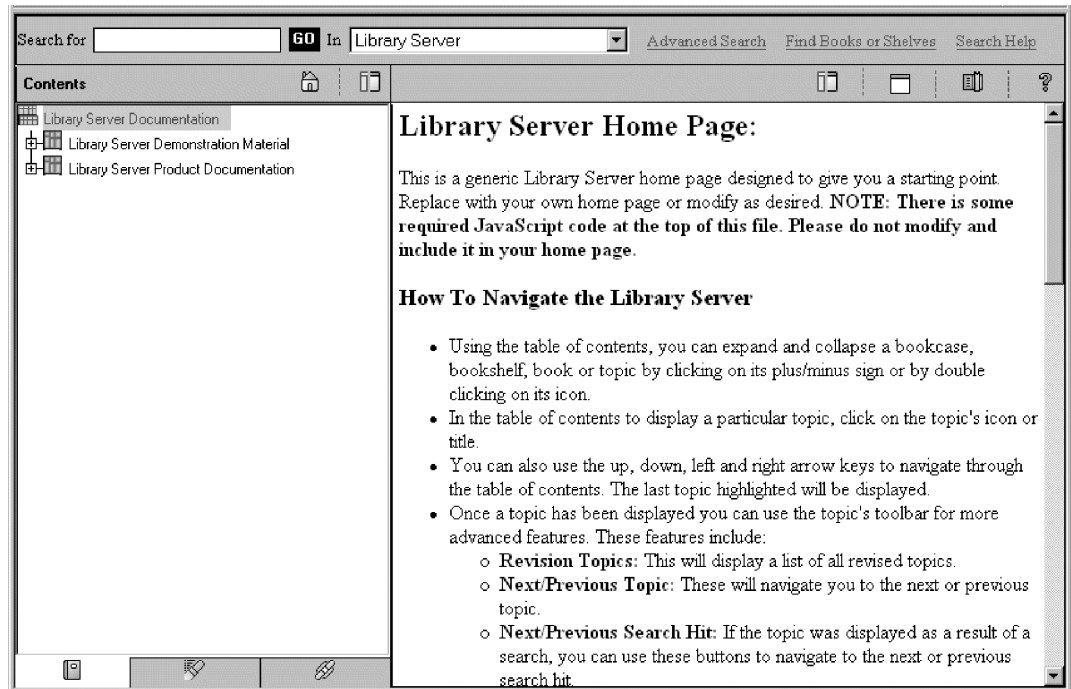 Search for GO In Library Server Advanced Search Find Books or Shelves Search Help
Contents
Library Server Documentation
Library Server Demonstration Material
Library Server Product Documentation
Library Server Home Page:
This is a generic Library Server home page designed to give you a starting point.
Replace with your own home page or modify as desired. NOTE: There is some
required JavaScript code at the top of this file. Please do not modify and
include it in your home page.
How To Navigate the Library Server
• Using the table of contents, you can expand and collapse a bookcase,
bookshelf, book or topic by clicking on its plus/minus sign or by double
clicking on its icon.
• In the table of contents to display a particular topic, click on the topic's icon or
title.
• You can also use the up, down, left and right arrow keys to navigate through
the table of contents. The last topic highlighted will be displayed.
• Once a topic has been displayed you can use the topic's toolbar for more
advanced features. These features include:
o Revision Topics: This will display a list of all revised topics.
o Next/Previous Topic: These will navigate you to the next or previous
topic.
o Next/Previous Search Hit: If the topic was displayed as a result of a
search, you can use these buttons to navigate to the next or previous
search hit.